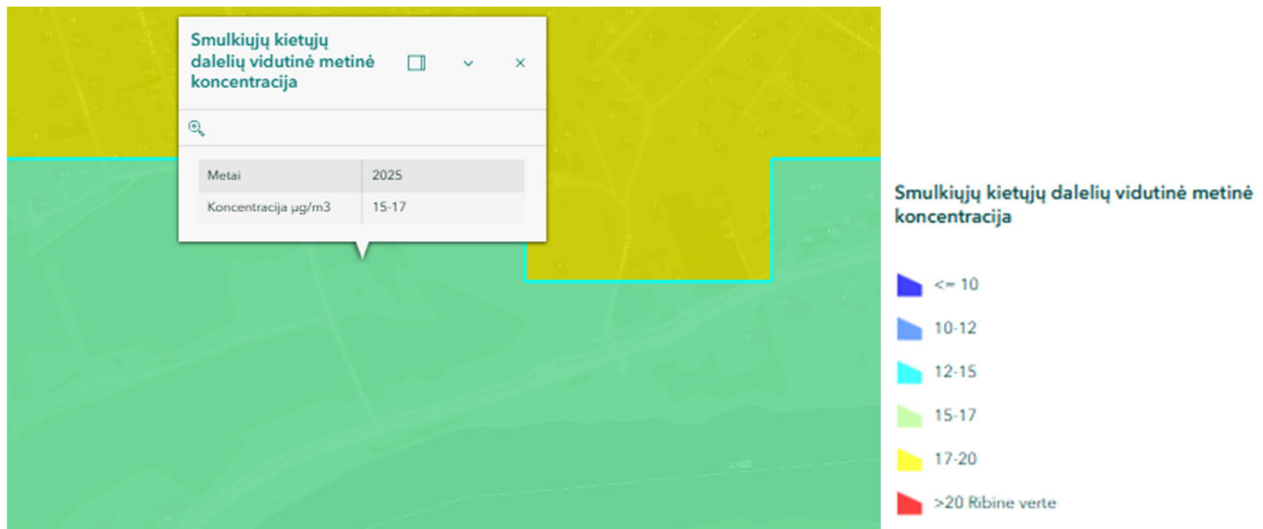 Smulkiųjų kietųjų
dalelių vidutinė metinė
koncentracija
Metai 2025
Koncentracija µg/m3 15-17
Smulkiųjų kietųjų dalelių vidutinė metinė
koncentracija
<= 10
10-12
12-15
15-17
17-20
>20 Ribine verte